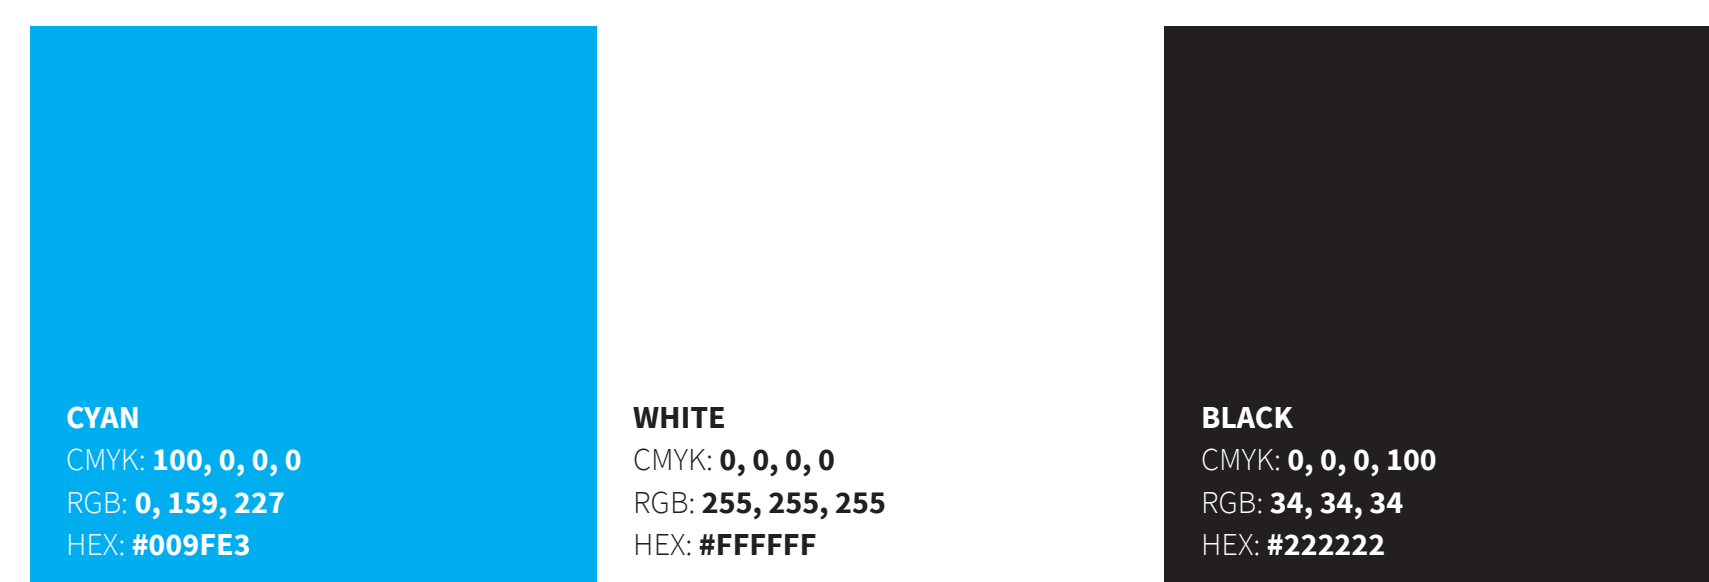 CYAN
CMYK: 100, 0, 0, 0
RGB: 0, 159, 227
HEX: #009FE3
WHITE
CMYK: 0, 0, 0, 0
RGB: 255, 255, 255
HEX: #FFFFFF
BLACK
CMYK: 0, 0, 0, 100
RGB: 34, 34, 34
HEX: #222222